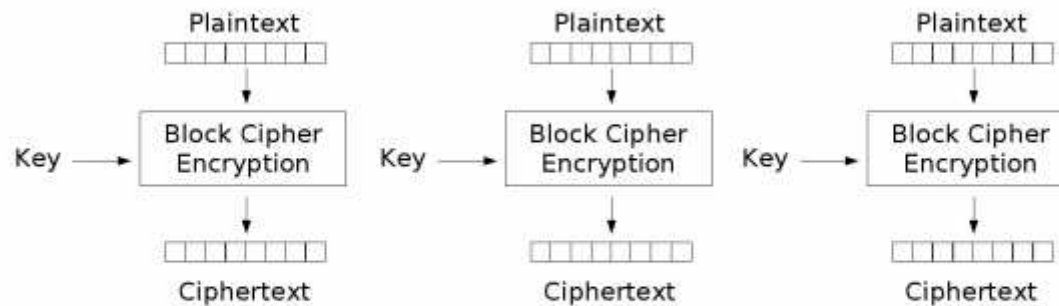 Plaintext Plaintext Plaintext
Key Block Cipher Encryption Key Block Cipher Encryption Key Block Cipher Encryption
Ciphertext Ciphertext Ciphertext